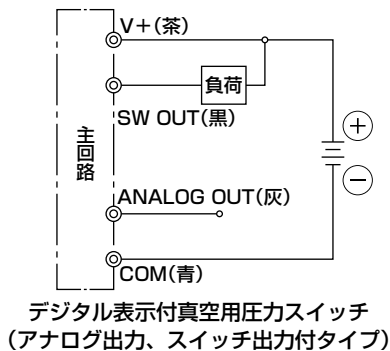 V+(茶)
負荷
SW OUT(黒)
主回路
ANALOG OUT(灰)
COM(青)
+
−
デジタル表示付真空用圧力スイッチ
(アナログ出力、スイッチ出力付タイプ)